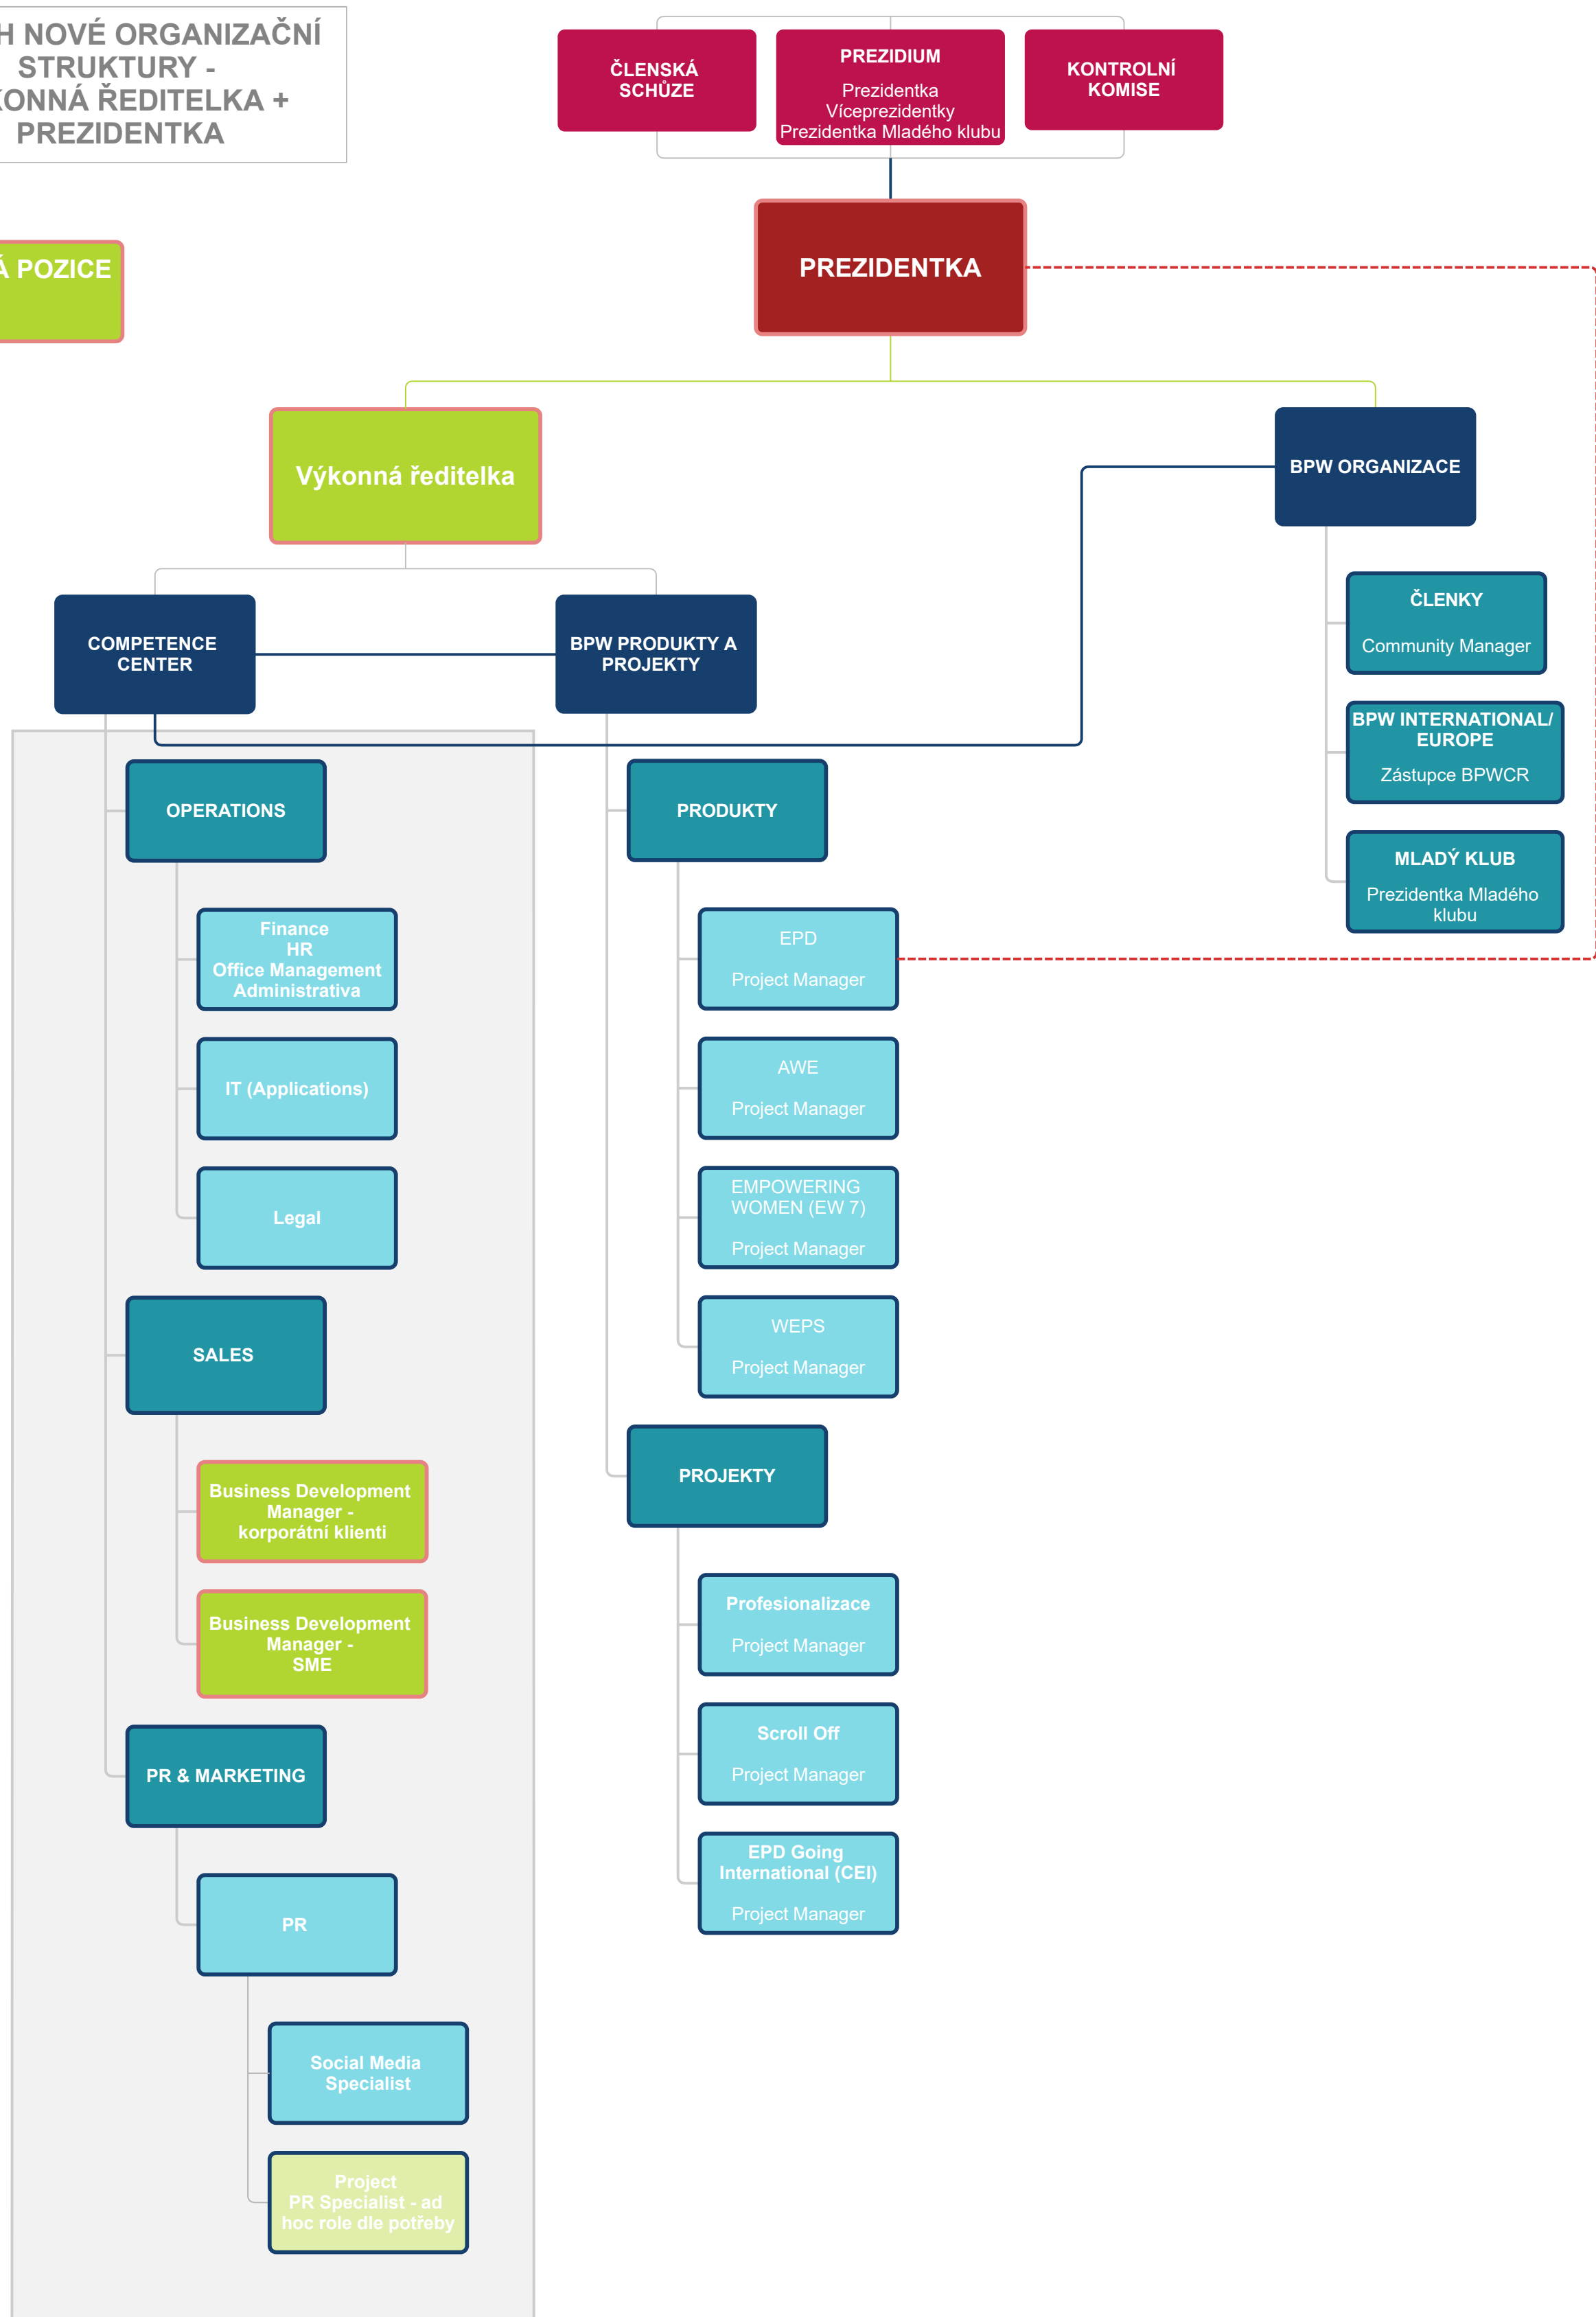 H NOVÉ ORGANIZAČNÍ
STRUKTURY -
KONNÁ ŘEDITELKA +
PREZIDENTKA
ČLENSKÁ
SCHŮZE
PREZIDIUM
Prezidentka
Víceprezidentky
Prezidentka Mladého klubu
KONTROLNÍ
KOMISE
Á POZICE
PREZIDENTKA
Výkonná ředitelka
BPW ORGANIZACE
COMPETENCE
CENTER
BPW PRODUKTY A
PROJEKTY
ČLENKY
Community Manager
BPW INTERNATIONAL/
EUROPE
Zástupce BPWCR
MLADÝ KLUB
Prezidentka Mladého
klubu
OPERATIONS
Finance
HR
Office Management
Administrativa
IT (Applications)
Legal
SALES
Business Development
Manager -
korporátní klienti
Business Development
Manager -
SME
PR & MARKETING
PR
Social Media
Specialist
Project
PR Specialist - ad
hoc role dle potřeby
PRODUKTY
EPD
Project Manager
AWE
Project Manager
EMPOWERING
WOMEN (EW 7)
Project Manager
WEPS
Project Manager
PROJEKTY
Profesionalizace
Project Manager
Scroll Off
Project Manager
EPD Going
International (CEI)
Project Manager